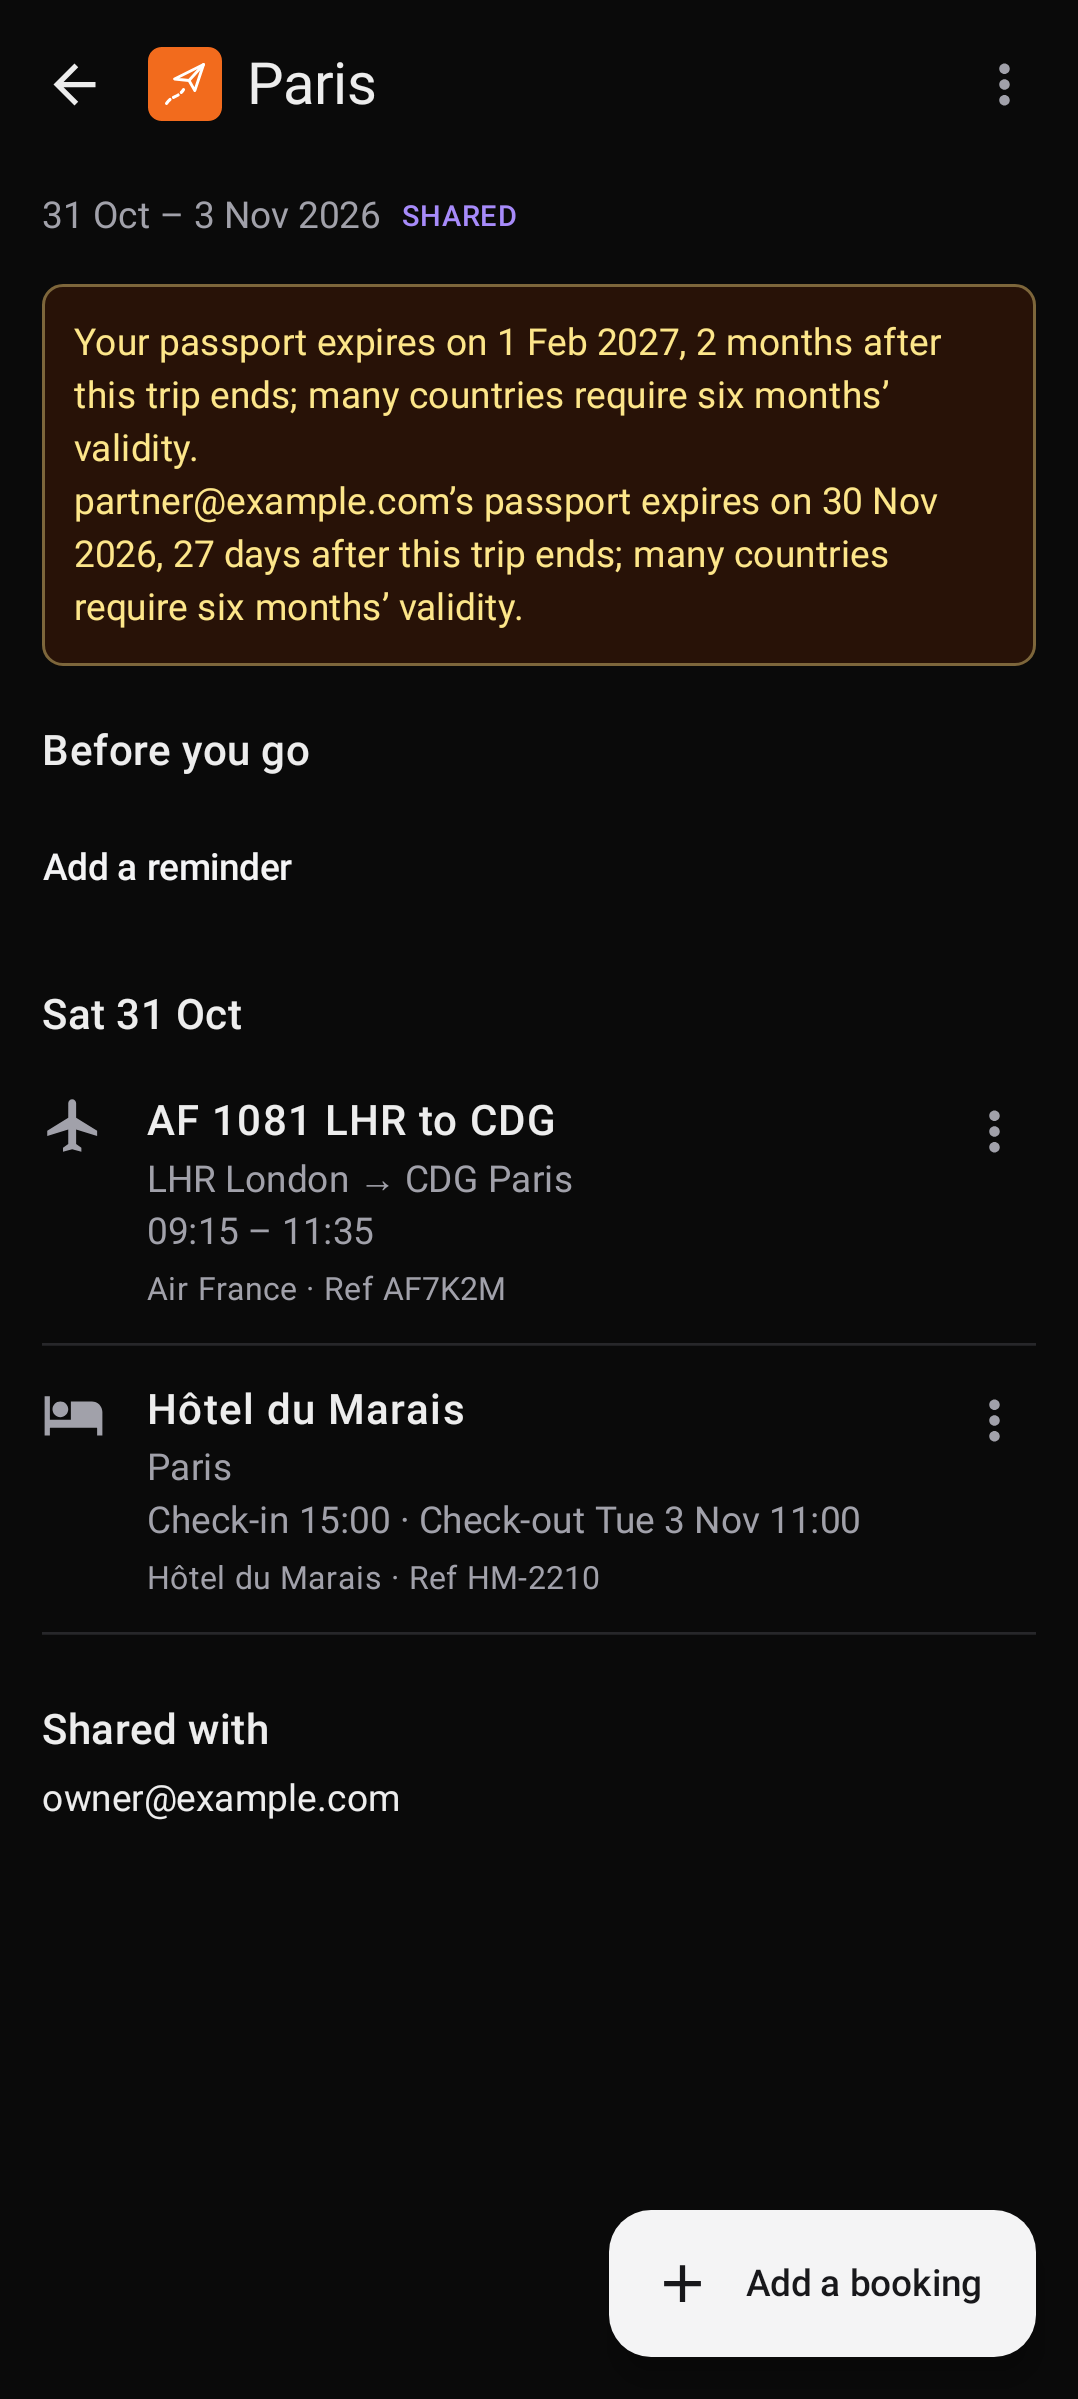 Paris
31 Oct – 3 Nov 2026 SHARED
Your passport expires on 1 Feb 2027, 2 months after
this trip ends; many countries require six months’
validity.
partner@example.com’s passport expires on 30 Nov
2026, 27 days after this trip ends; many countries
require six months’ validity.
Before you go
Add a reminder
Sat 31 Oct
AF 1081 LHR to CDG
LHR London → CDG Paris
09:15 – 11:35
Air France · Ref AF7K2M
Hôtel du Marais
Paris
Check-in 15:00 · Check-out Tue 3 Nov 11:00
Hôtel du Marais · Ref HM-2210
Shared with
owner@example.com
Add a booking